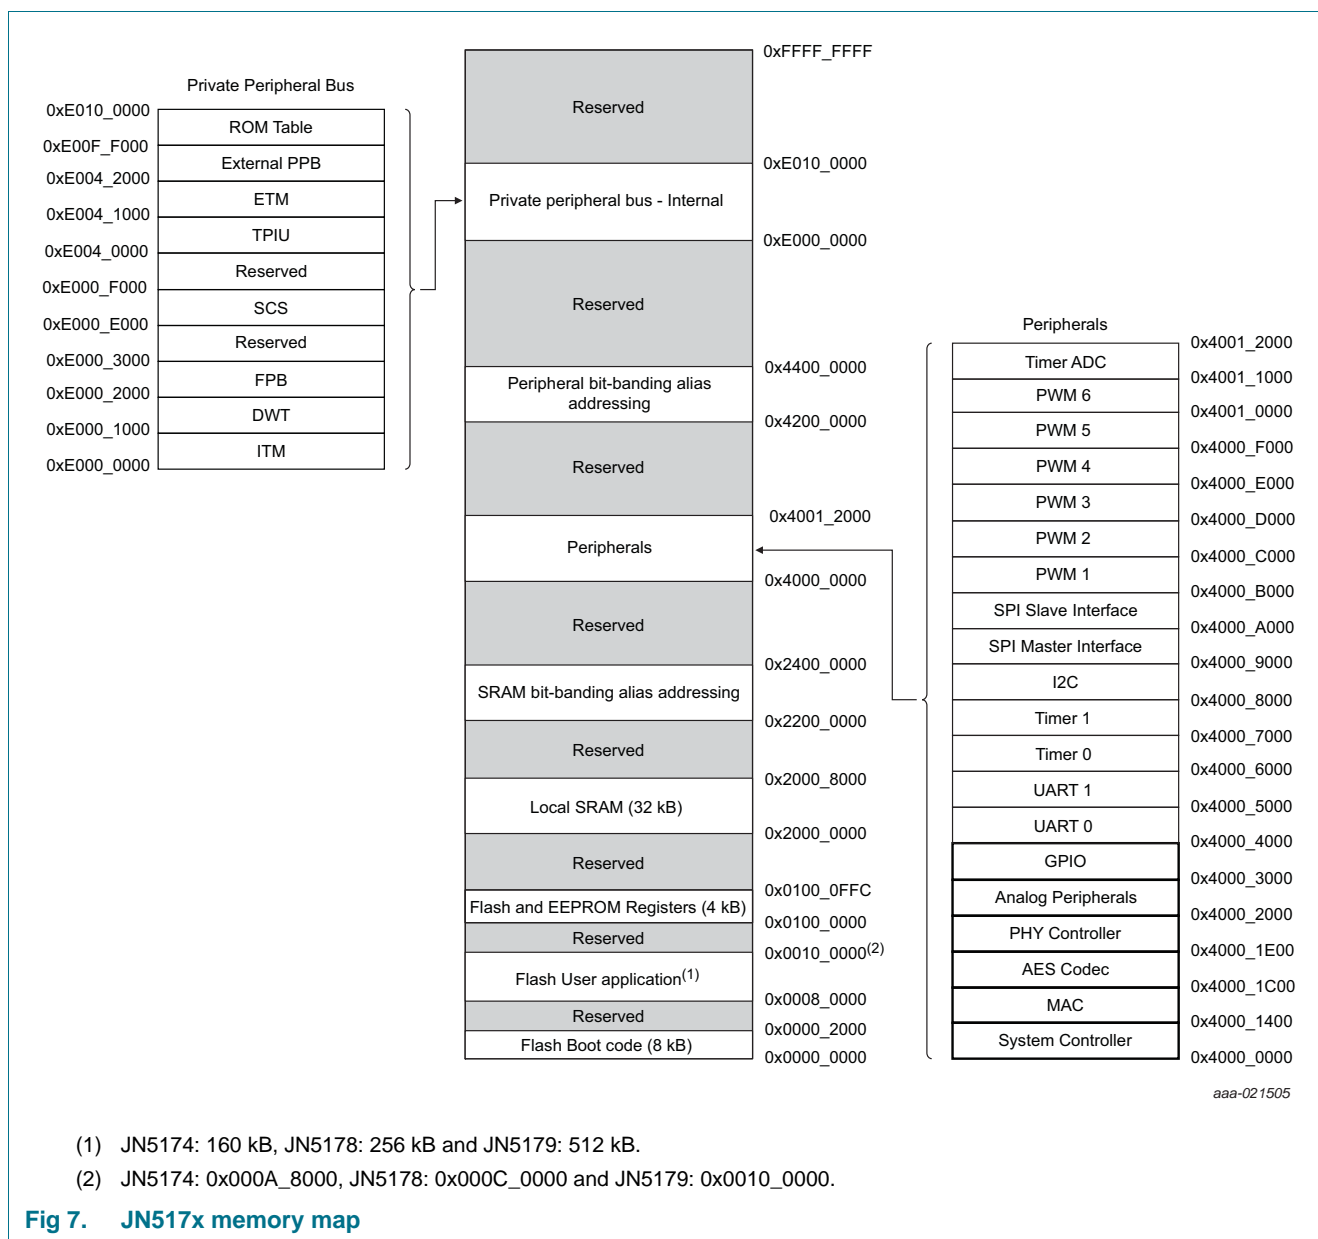 Private Peripheral Bus
0xE010_0000
ROM Table
0xE00F_F000
External PPB
0xE004_2000
ETM
0xE004_1000
TPIU
0xE004_0000
Reserved
0xE000_F000
SCS
0xE000_E000
Reserved
0xE000_3000
FPB
0xE000_2000
DWT
0xE000_1000
ITM
0xE000_0000
0xFFFF_FFFF
Reserved
0xE010_0000
Private peripheral bus - Internal
0xE000_0000
Reserved
0x4400_0000
Peripheral bit-banding alias
addressing
0x4200_0000
Reserved
0x4001_2000
Peripherals
0x4000_0000
Reserved
0x2400_0000
SRAM bit-banding alias addressing
0x2200_0000
Reserved
0x2000_8000
Local SRAM (32 kB)
0x2000_0000
Reserved
0x0100_0FFC
Flash and EEPROM Registers (4 kB)
0x0100_0000
Reserved
0x0010_0000(2)
Flash User application(1)
0x0008_0000
Reserved
0x0000_2000
Flash Boot code (8 kB)
0x0000_0000
Peripherals
0x4001_2000
Timer ADC
0x4001_1000
PWM 6
0x4001_0000
PWM 5
0x4000_F000
PWM 4
0x4000_E000
PWM 3
0x4000_D000
PWM 2
0x4000_C000
PWM 1
0x4000_B000
SPI Slave Interface
0x4000_A000
SPI Master Interface
0x4000_9000
I2C
0x4000_8000
Timer 1
0x4000_7000
Timer 0
0x4000_6000
UART 1
0x4000_5000
UART 0
0x4000_4000
GPIO
0x4000_3000
Analog Peripherals
0x4000_2000
PHY Controller
0x4000_1E00
AES Codec
0x4000_1C00
MAC
0x4000_1400
System Controller
0x4000_0000
aaa-021505
(1) JN5174: 160 kB, JN5178: 256 kB and JN5179: 512 kB.
(2) JN5174: 0x000A_8000, JN5178: 0x000C_0000 and JN5179: 0x0010_0000.
Fig 7. JN517x memory map